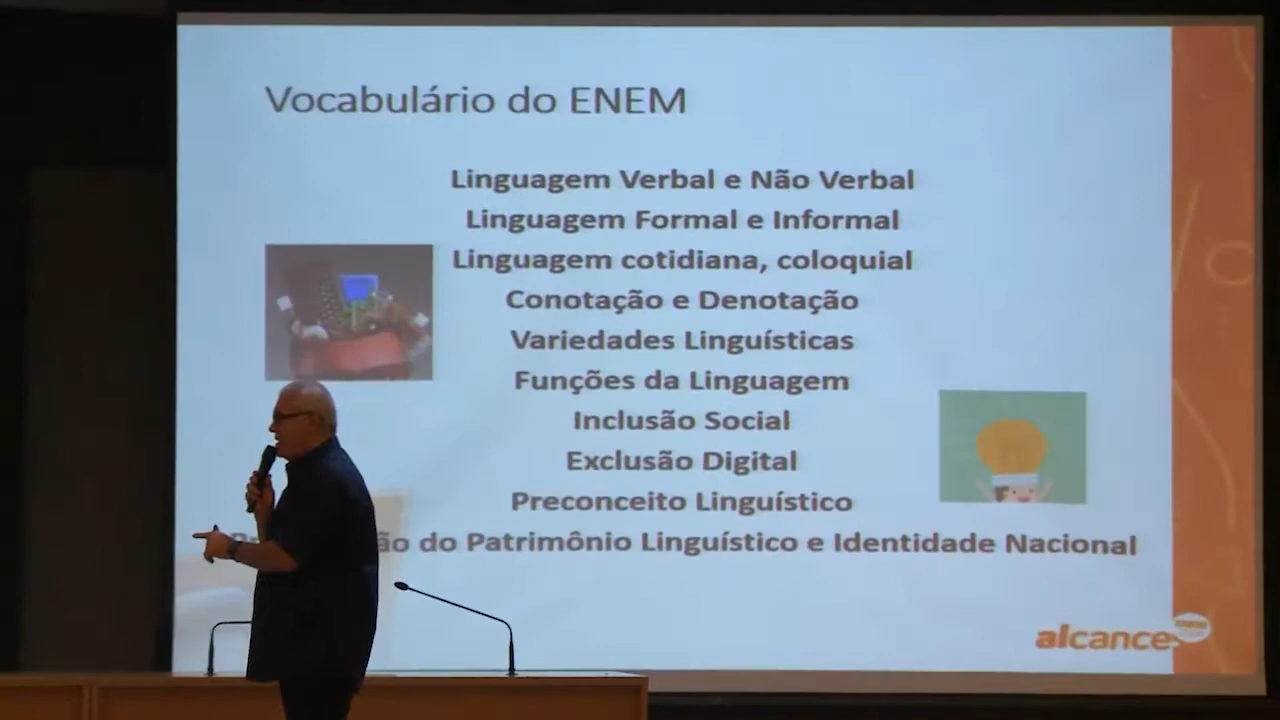 Vocabulário do ENEM
Linguagem Verbal e Não Verbal
Linguagem Formal e Informal
Linguagem cotidiana, coloquial
Conotação e Denotação
Variedades Linguísticas
Funções da Linguagem
Inclusão Social
Exclusão Digital
Preconceito Linguístico
do Patrimônio Linguístico e Identidade Nacional
alcance